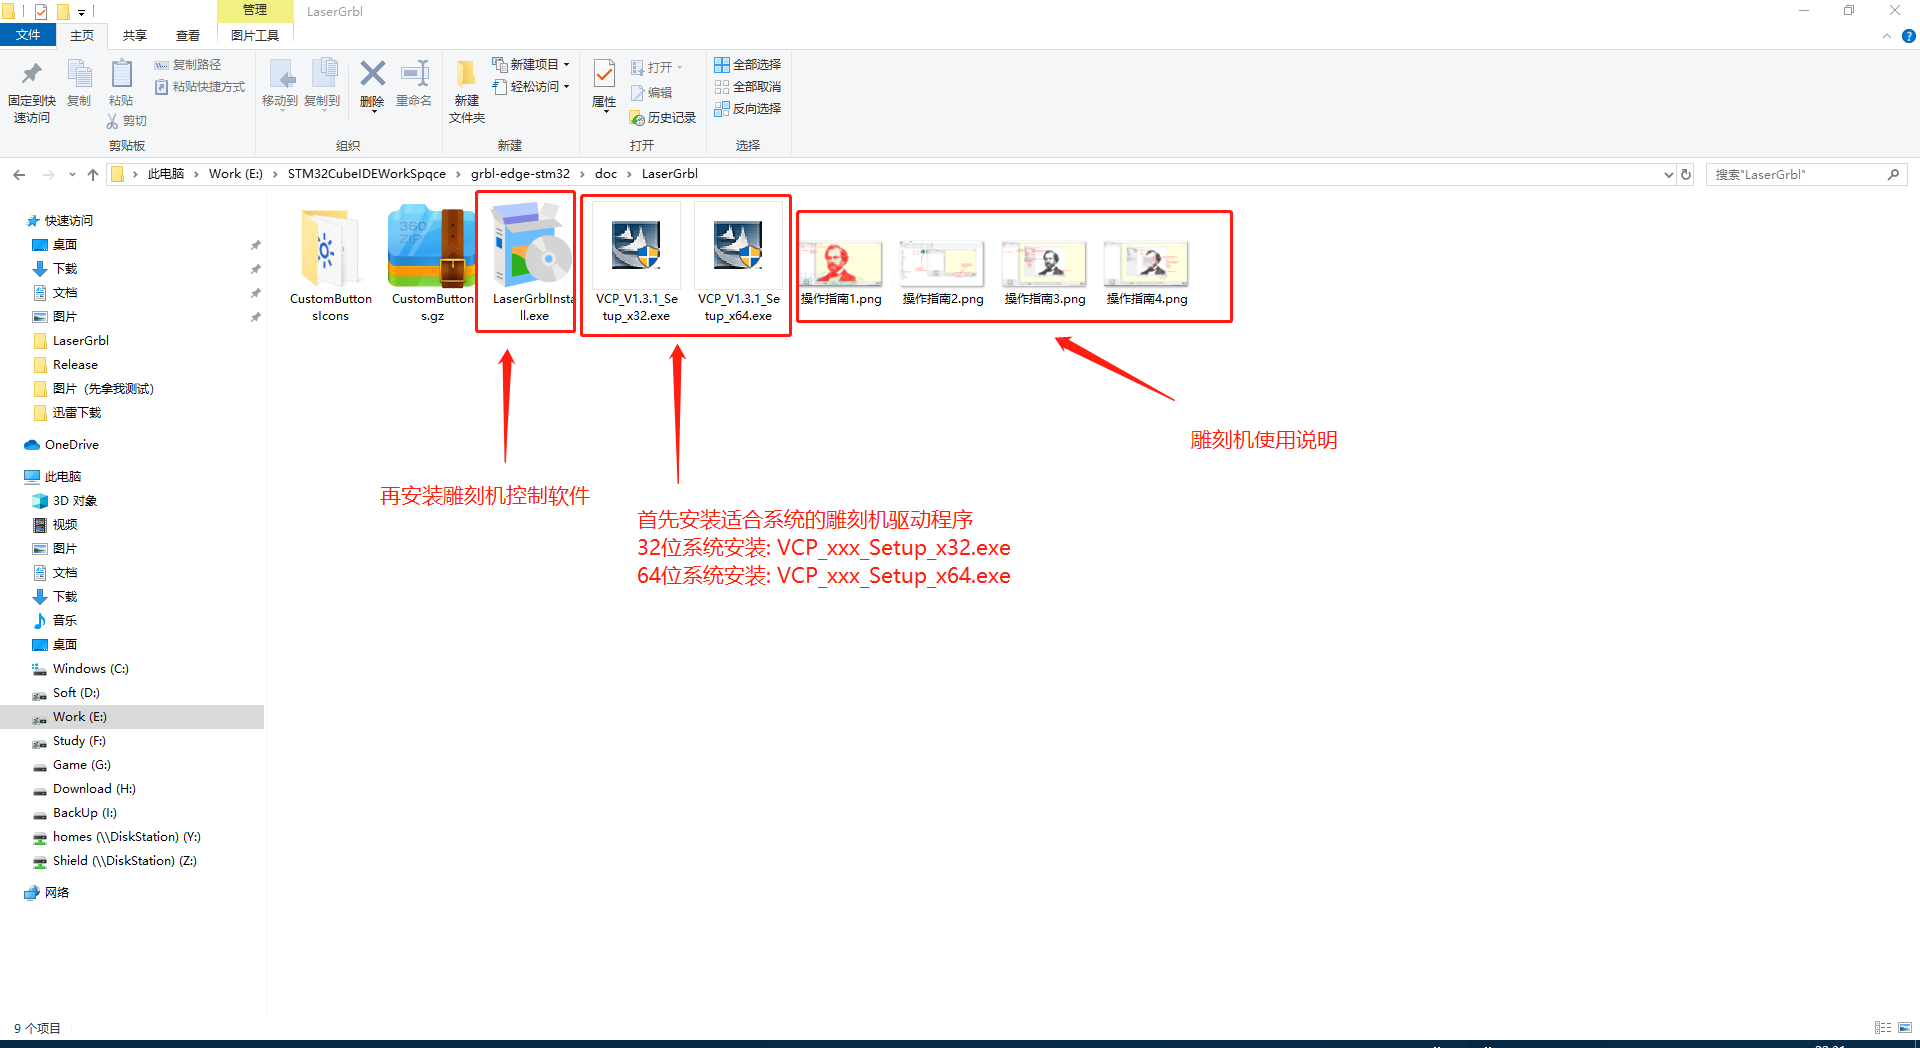 管理
LaserGrbl
文件
主页
共享
查看
图片工具
固定到快
速访问
复制
粘贴
复制路径
粘贴快捷方式
剪切
剪贴板
移动到
复制到
删除
重命名
组织
新建
文件夹
新建项目
轻松访问
新建
属性
打开
编辑
历史记录
打开
全部选择
全部取消
反向选择
选择
此电脑 › Work (E:) › STM32CubeIDEWorkSpqce › grbl-edge-stm32 › doc › LaserGrbl
搜索"LaserGrbl"
快速访问
桌面
下载
文档
图片
LaserGrbl
Release
图片（先拿我测试）
迅雷下载
OneDrive
此电脑
3D 对象
视频
图片
文档
下载
音乐
桌面
Windows (C:)
Soft (D:)
Work (E:)
Study (F:)
Game (G:)
Download (H:)
BackUp (I:)
homes (\\DiskStation) (Y:)
Shield (\\DiskStation) (Z:)
网络
360
ZIP
CustomButton
sIcons
CustomButton
s.gz
LaserGrblInsta
ll.exe
VCP_V1.3.1_Se
tup_x32.exe
VCP_V1.3.1_Se
tup_x64.exe
操作指南1.png
操作指南2.png
操作指南3.png
操作指南4.png
雕刻机使用说明
再安装雕刻机控制软件
首先安装适合系统的雕刻机驱动程序
32位系统安装: VCP_xxx_Setup_x32.exe
64位系统安装: VCP_xxx_Setup_x64.exe
9 个项目